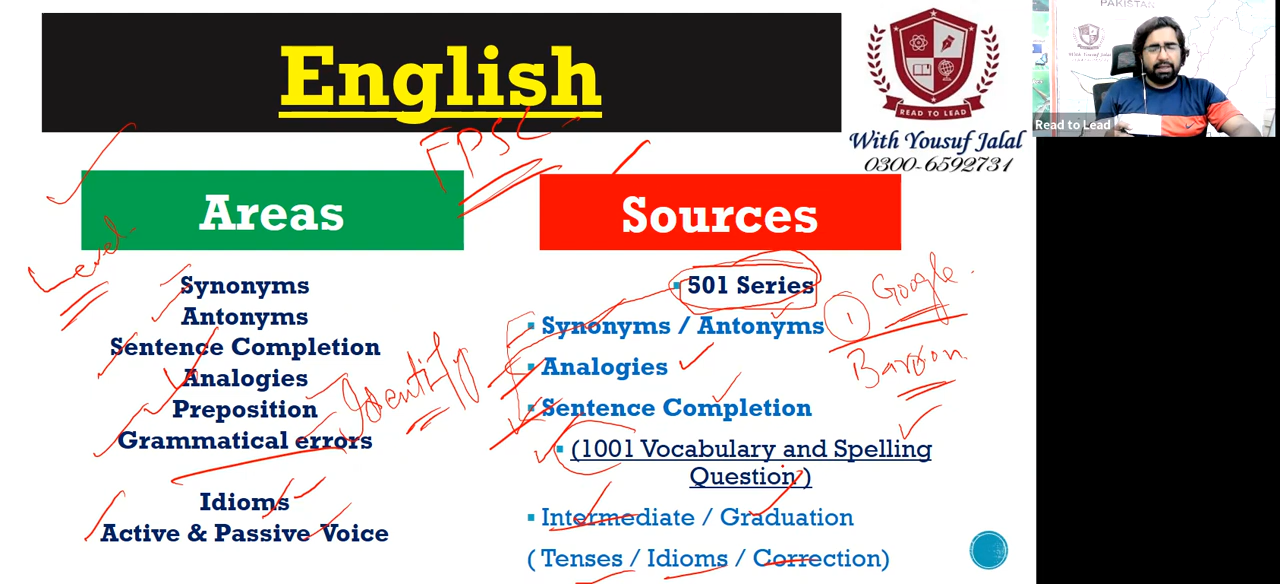 English
PAKISTAN
READ TO LEAD
With Yousuf Jalal
0300-6592731
Read to Lead
FPSC
Areas
Level
Synonyms
Antonyms
Sentence Completion
Analogies
Preposition
Grammatical errors
Identify
Idioms
Active & Passive Voice
Sources
501 Series
Synonyms / Antonyms
Analogies
Sentence Completion
(1001 Vocabulary and Spelling
Question )
Intermediate / Graduation
( Tenses / Idioms / Correction)
1 Google
Barron